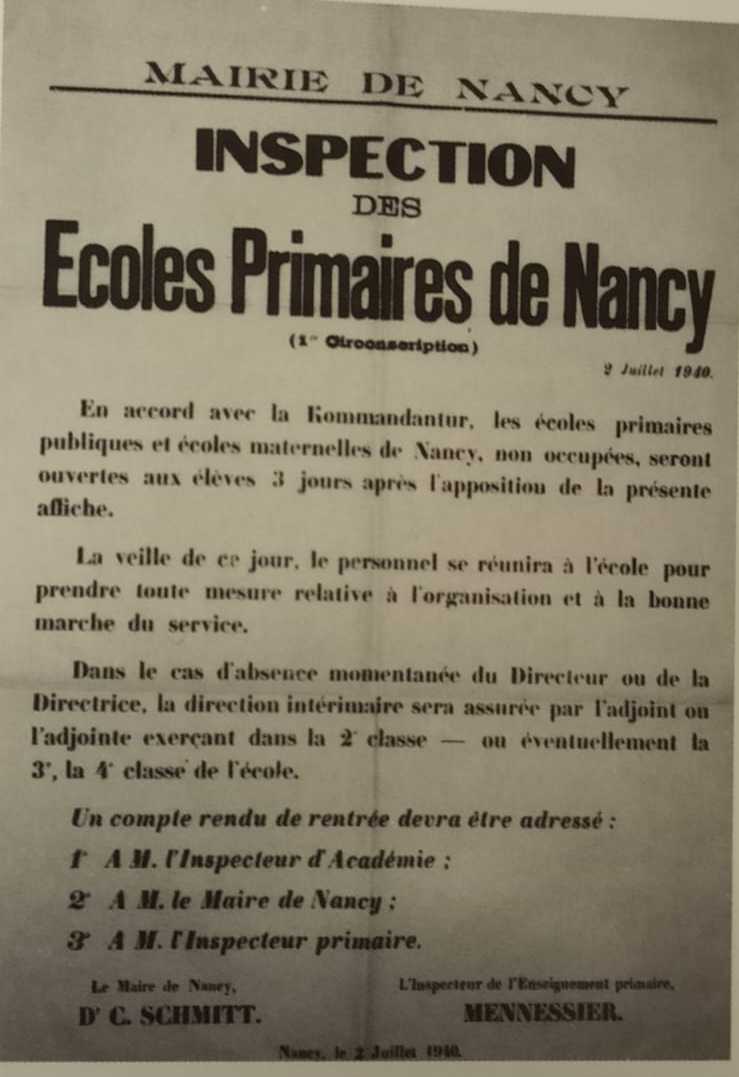 MAIRIE DE NANCY
INSPECTION
DES
Ecoles Primaires de Nancy
(1re Circonscription)
2 Juillet 1940.
En accord avec la Kommandantur, les écoles primaires
publiques et écoles maternelles de Nancy, non occupées, seront
ouvertes aux élèves 3 jours après l'apposition de la présente
affiche.
La veille de ce jour, le personnel se réunira à l'école pour
prendre toute mesure relative à l'organisation et à la bonne
marche du service.
Dans le cas d'absence momentanée du Directeur ou de la
Directrice, la direction intérimaire sera assurée par l'adjoint ou
l'adjointe exerçant dans la 2e classe — ou éventuellement la
3e, la 4e classe de l'école.
Un compte rendu de rentrée devra être adressé :
1° A M. l'Inspecteur d'Académie ;
2° A M. le Maire de Nancy ;
3° A M. l'Inspecteur primaire.
Le Maire de Nancy,
Dr C. SCHMITT.
L'Inspecteur de l'Enseignement primaire,
MENNESSIER.
Nancy, le 2 Juillet 1940.